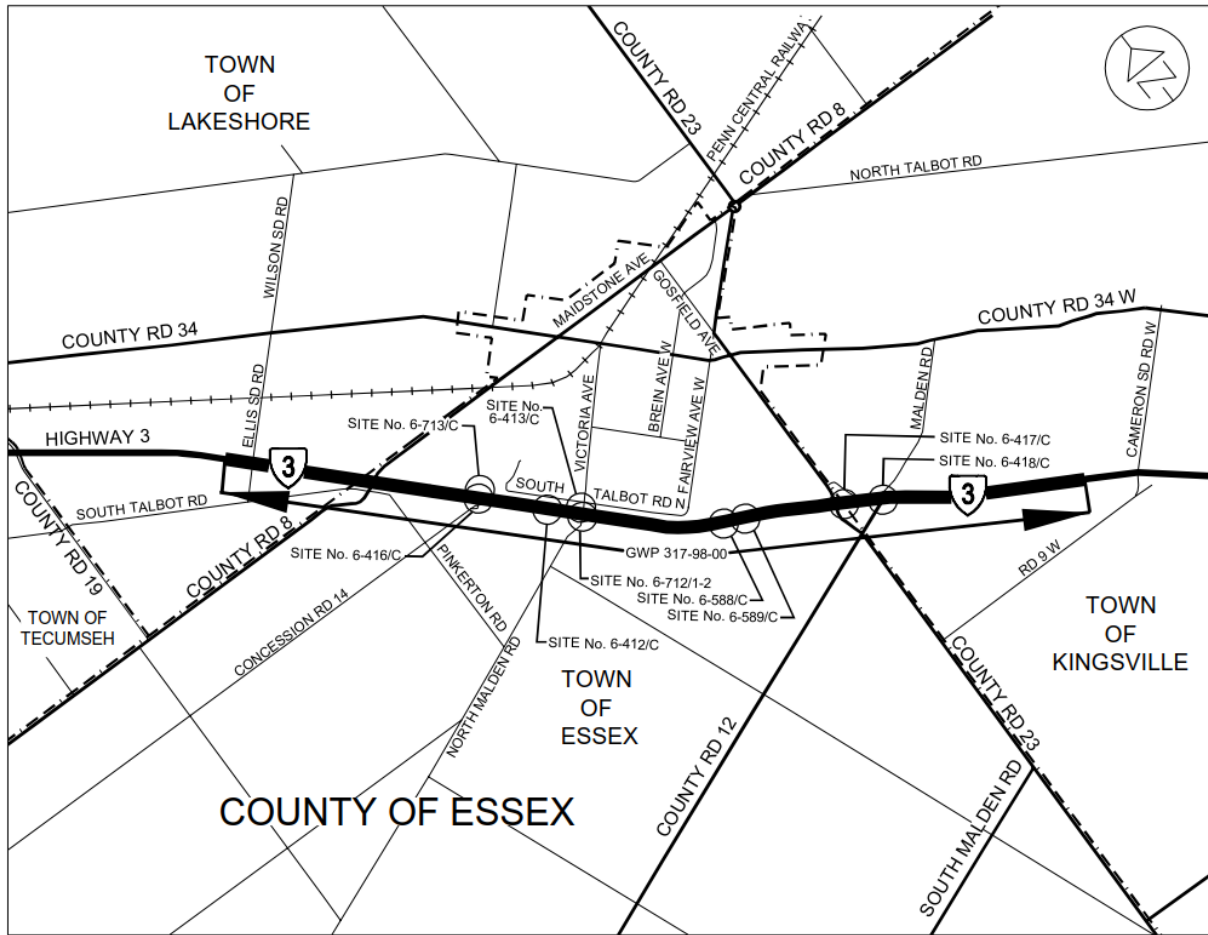 TOWN
OF
LAKESHORE
COUNTY RD 23
PENN CENTRAL RAILWAY
COUNTY RD 8
NORTH TALBOT RD
WILSON SD RD
MAIDSTONE AVE
GOSFIELD AVE
COUNTY RD 34 W
COUNTY RD 34
ELLIS SD RD
VICTORIA AVE
BREIN AVE W
FAIRVIEW AVE W
MALDEN RD
CAMERON SD RD W
SITE No.
6-413/C
SITE No. 6-713/C
HIGHWAY 3
3
SITE No. 6-417/C
SITE No. 6-418/C
3
SOUTH
TALBOT RD N
SOUTH TALBOT RD
COUNTY RD 19
COUNTY RD 8
SITE No. 6-416/C
PINKERTON RD
GWP 317-98-00
SITE No. 6-712/1-2
SITE No. 6-588/C
SITE No. 6-589/C
RD 9 W
TOWN OF
TECUMSEH
CONCESSION RD 14
SITE No. 6-412/C
NORTH MALDEN RD
TOWN
OF
ESSEX
TOWN
OF
KINGSVILLE
COUNTY RD 12
COUNTY RD 23
COUNTY OF ESSEX
SOUTH MALDEN RD